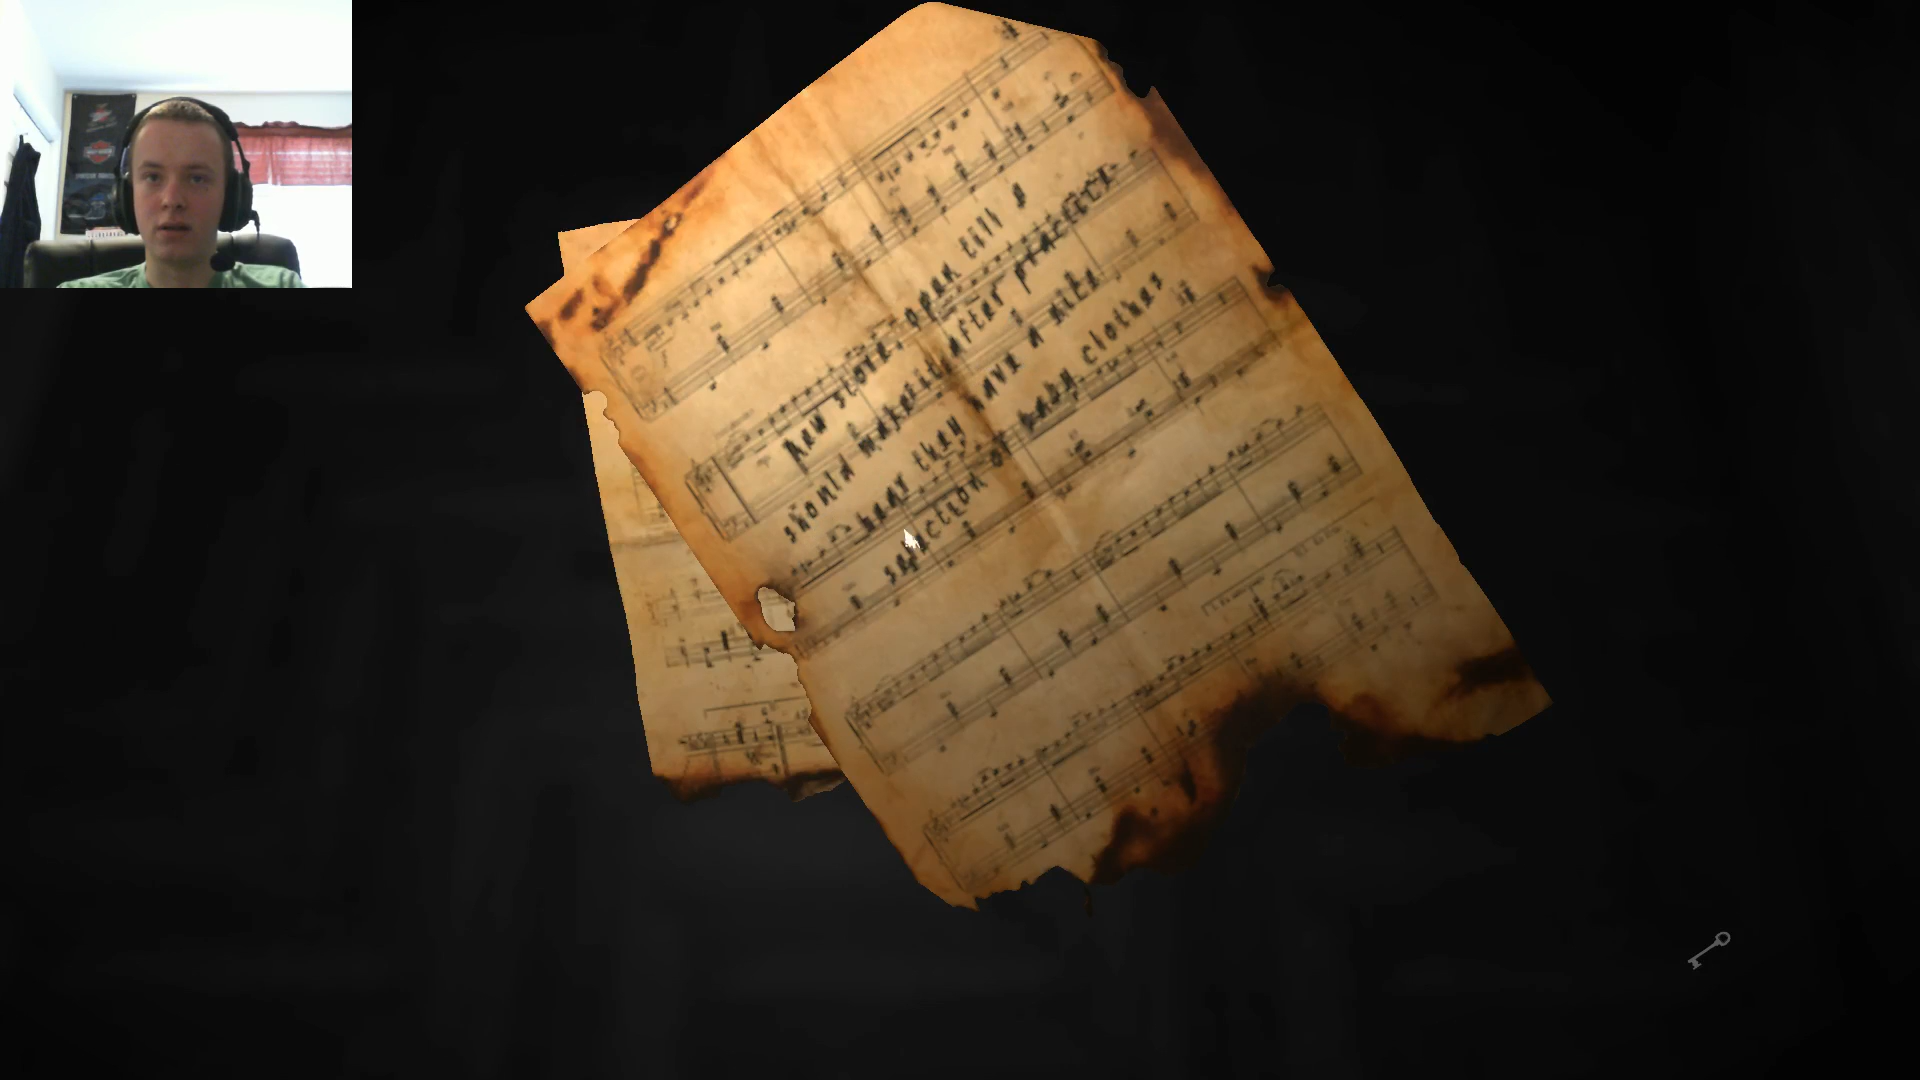 New store, open till 8
should make it after practice
hear they have a nice
selection of baby clothes